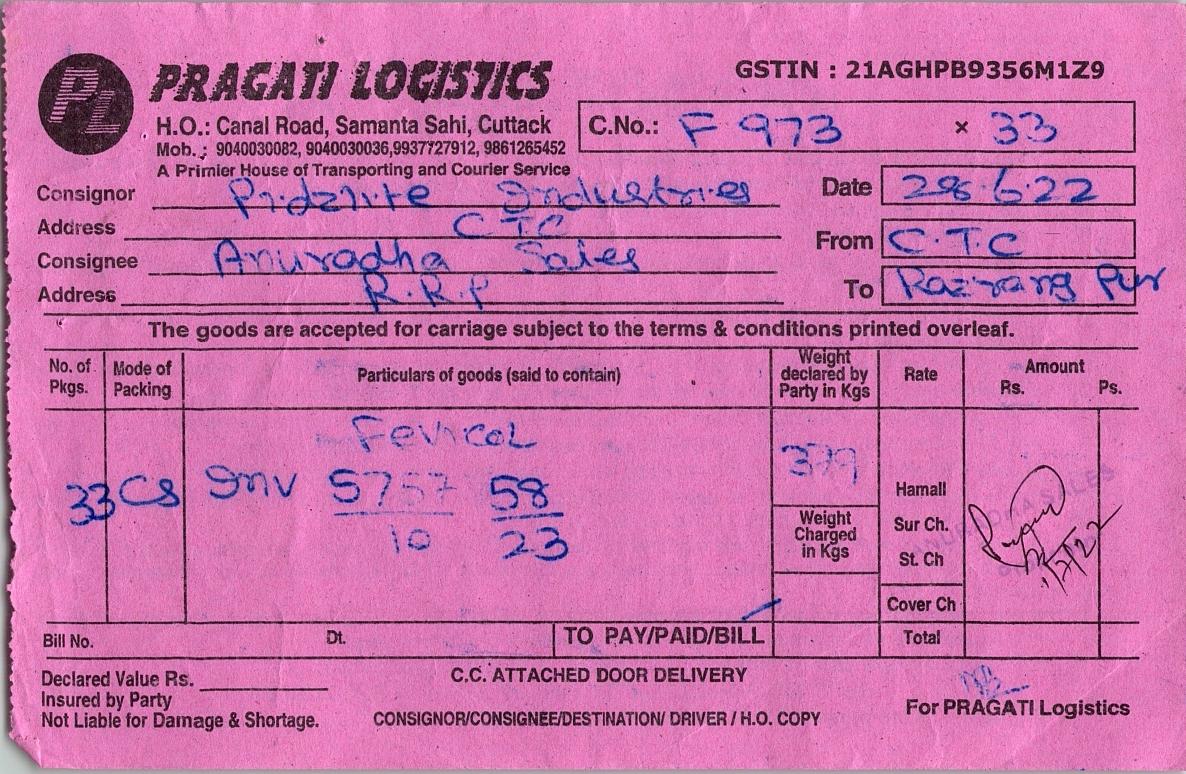 PRAGATI LOGISTICS
GSTIN : 21AGHPB9356M1Z9
H.O.: Canal Road, Samanta Sahi, Cuttack
Mob.: 9040030082, 9040030036,9937727912, 9861265452
A Primier House of Transporting and Courier Service
C.No.: F 973 × 33
Consignor Pidilite Industries
Date 28.6.22
Address CTC
From C.T.C
Consignee Anuradha Sales
Address R.R.P
To Rairang Pur
The goods are accepted for carriage subject to the terms & conditions printed overleaf.
No. of Pkgs. Mode of Packing Particulars of goods (said to contain) Weight declared by Party in Kgs Rate Amount Rs. Ps.
Fevicol
379
33 CS Inv 5757 58
10 23
Hamall
Weight Charged in Kgs
Sur Ch.
St. Ch
Cover Ch
Bill No. Dt. TO PAY/PAID/BILL Total
Declared Value Rs.
C.C. ATTACHED DOOR DELIVERY
Insured by Party
Not Liable for Damage & Shortage.
CONSIGNOR/CONSIGNEE/DESTINATION/ DRIVER / H.O. COPY
For PRAGATI Logistics